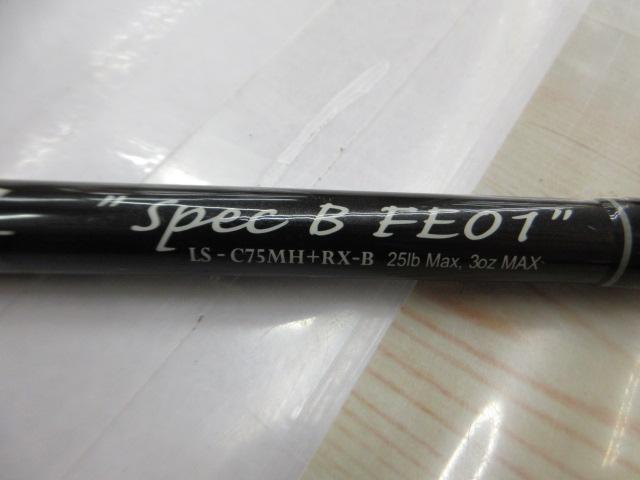 "Spec B FE01"
LS - C75MH+RX-B 25lb Max, 3oz MAX